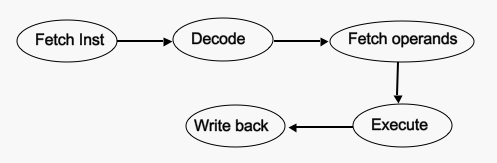 Fetch Inst
Decode
Fetch operands
Execute
Write back